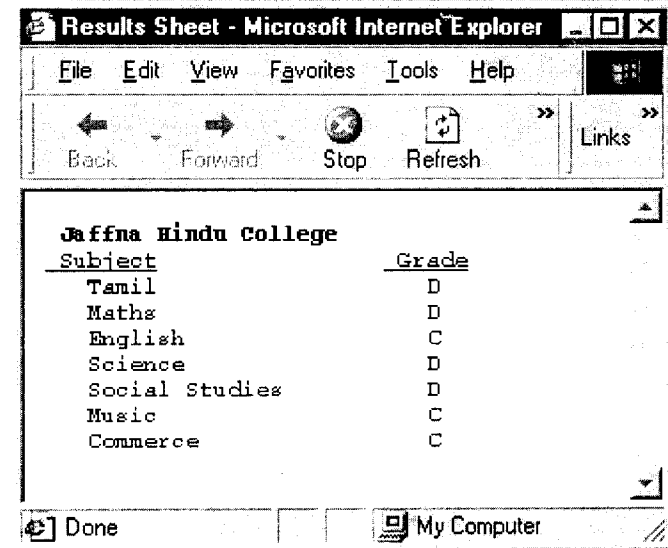 Results Sheet - Microsoft Internet Explorer
File Edit View Favorites Tools Help
Back Forward Stop Refresh » Links »
Jaffna Hindu College
Subject Grade
Tamil D
Maths D
English C
Science D
Social Studies D
Music C
Commerce C
Done My Computer